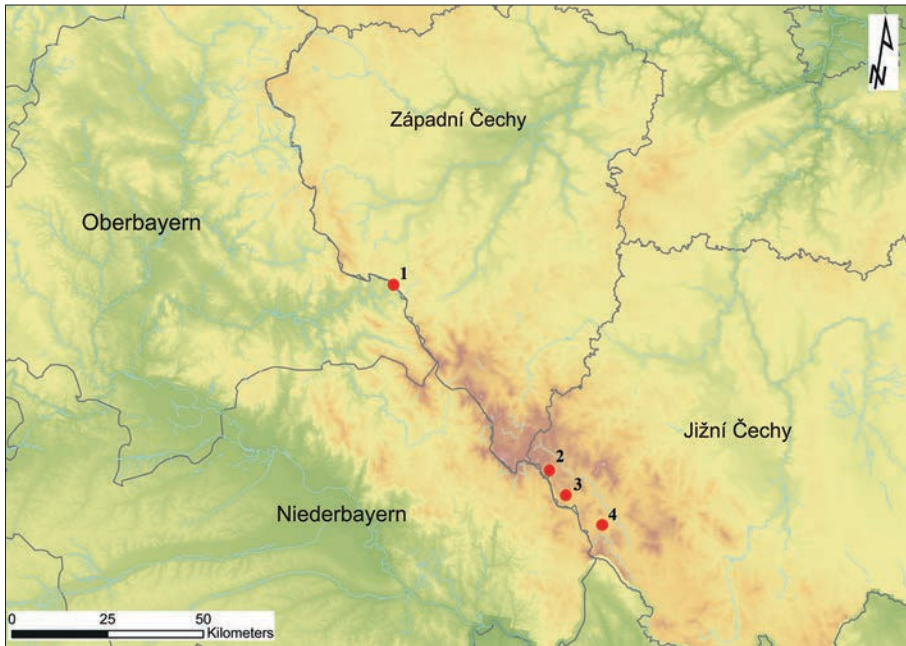 N
Západní Čechy
Oberbayern
1
Jižní Čechy
2
3
Niederbayern
4
0 25 50
Kilometers